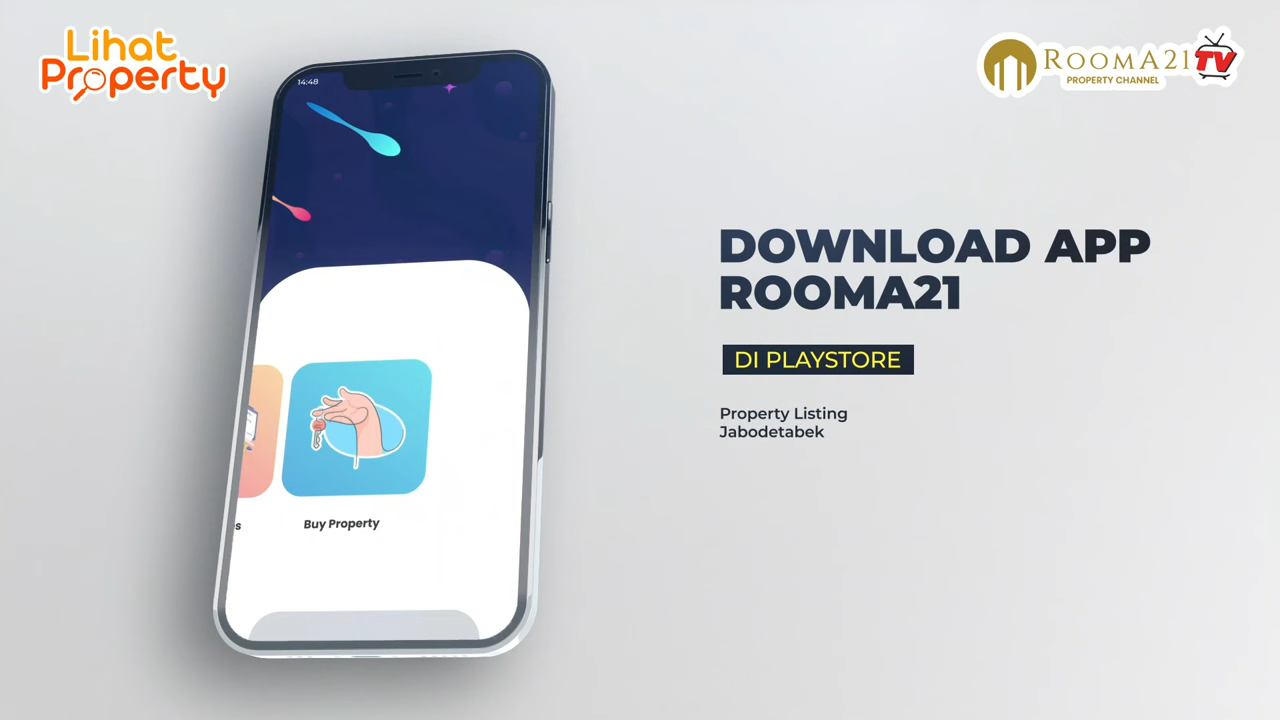 Lihat
Property
ROOMA21 TV
PROPERTY CHANNEL
14:48
DOWNLOAD APP
ROOMA21
DI PLAYSTORE
Property Listing
Jabodetabek
s
Buy Property